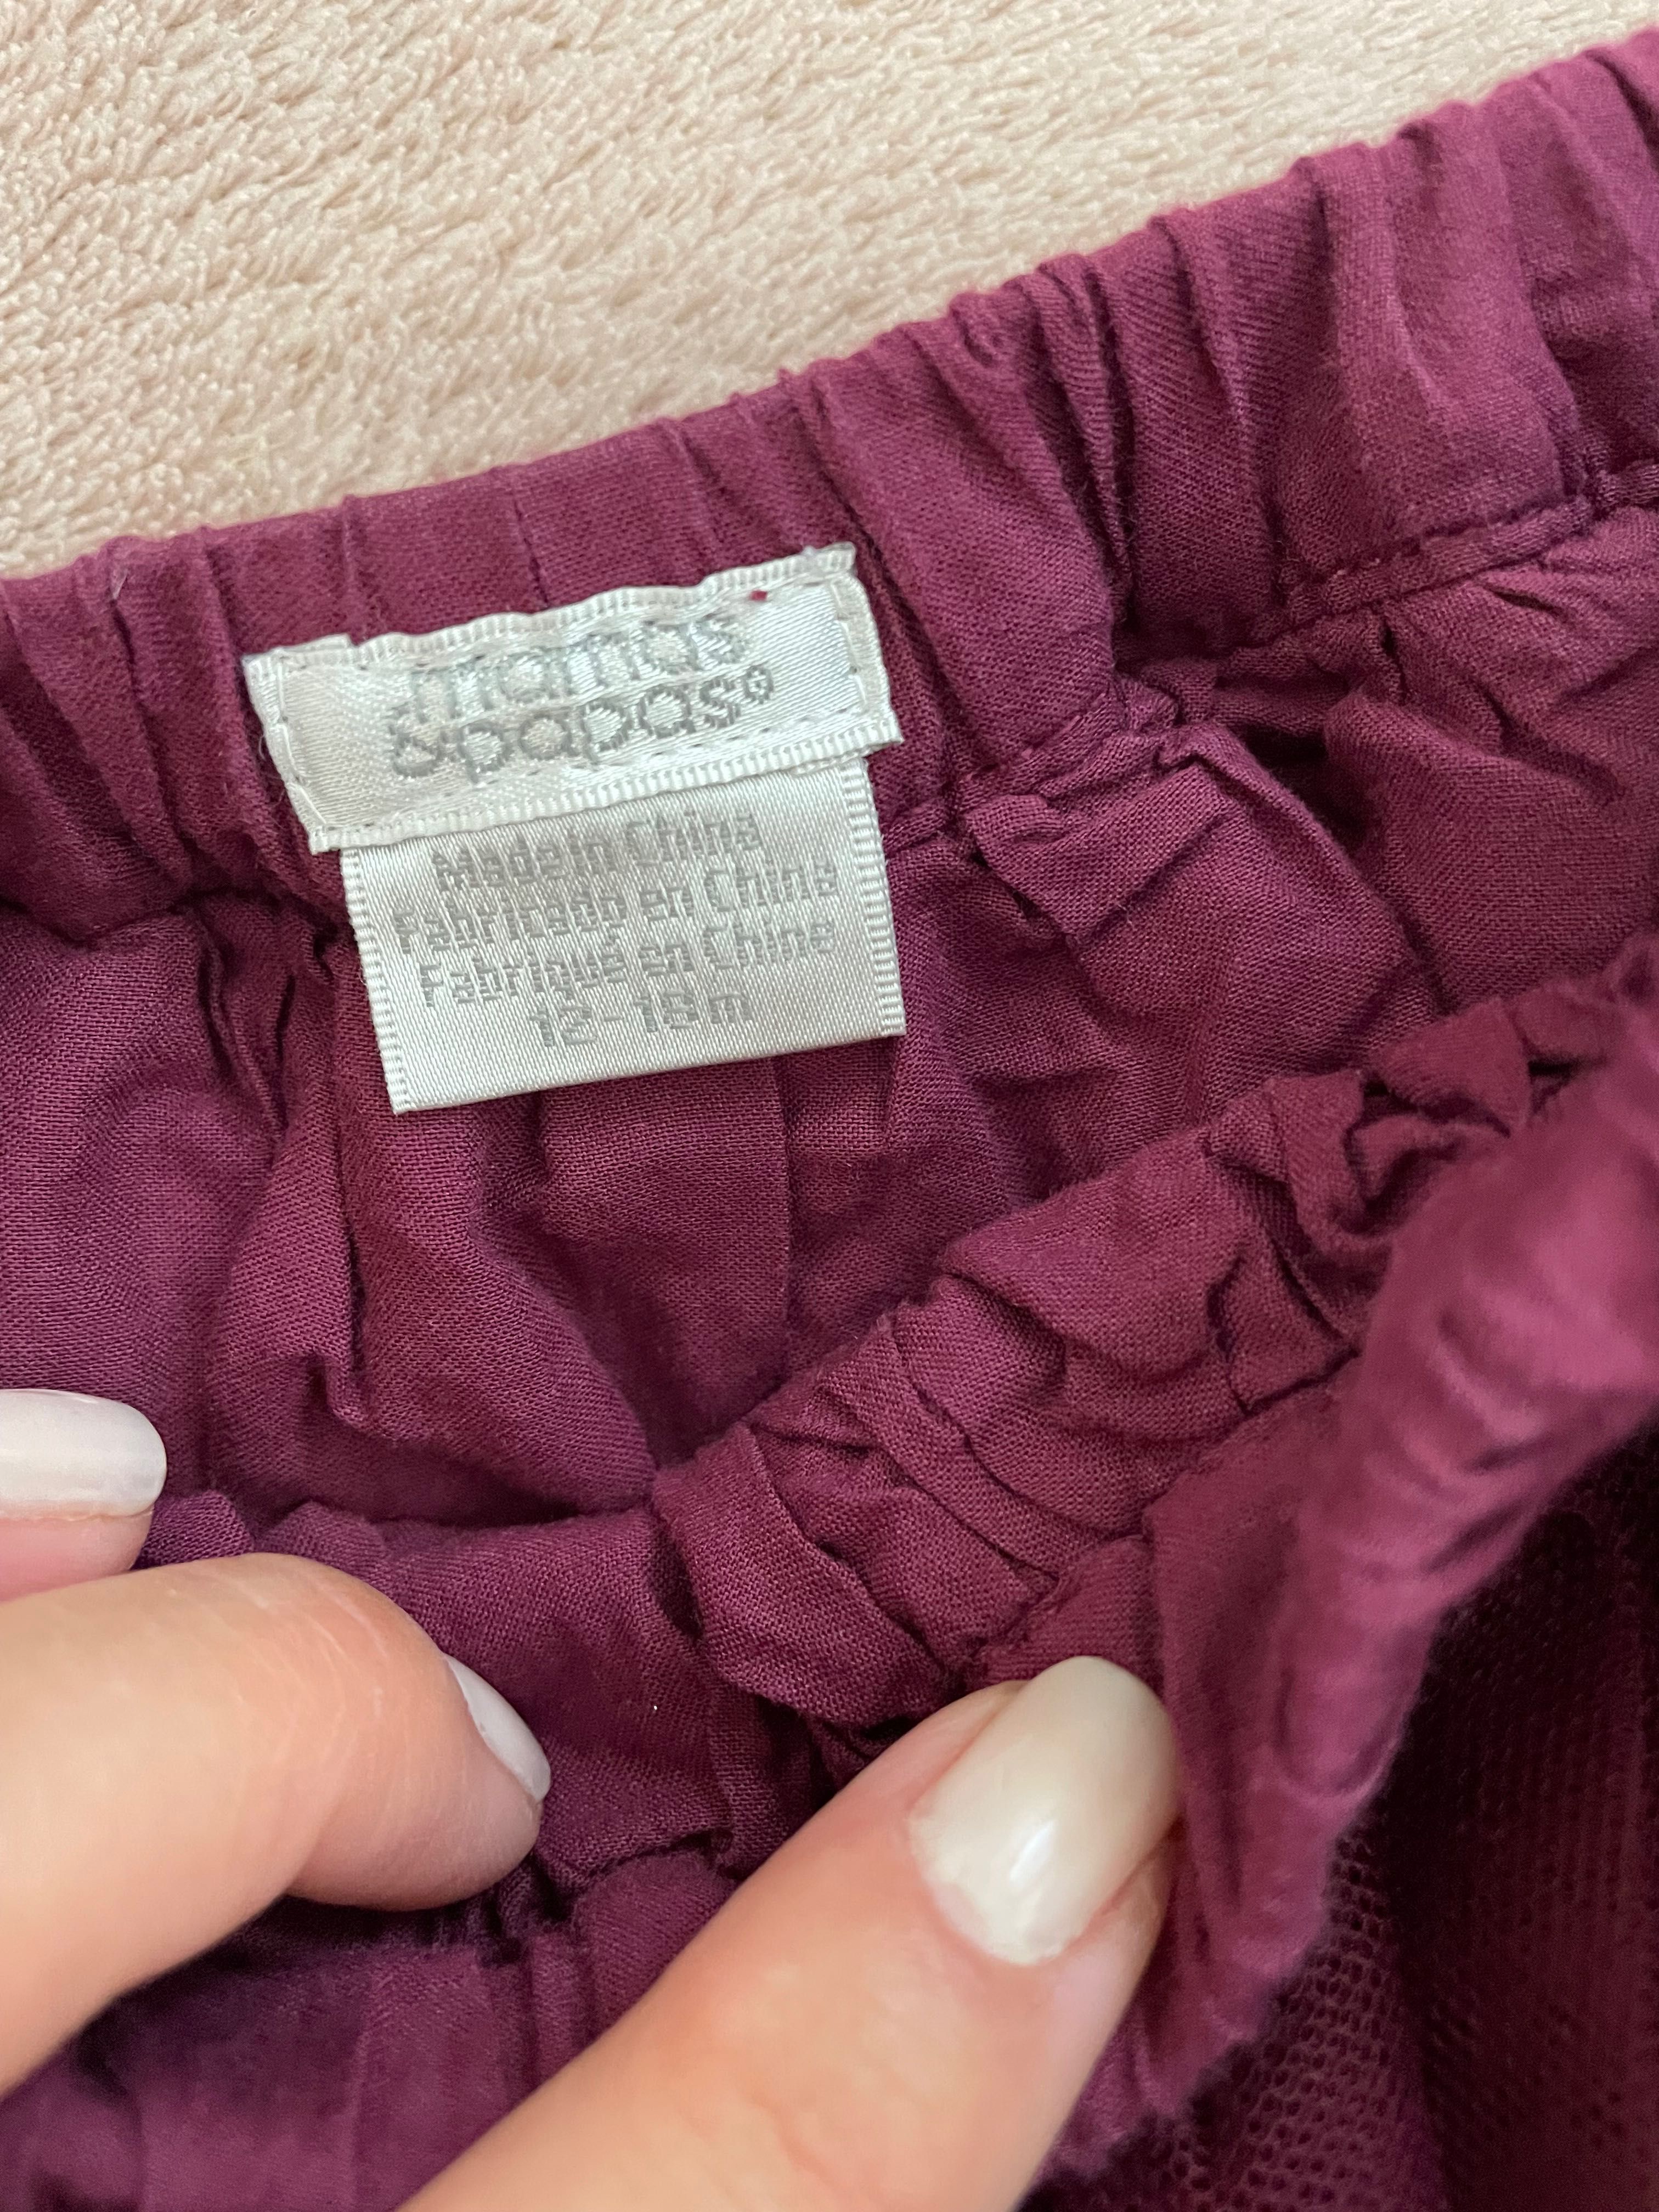 mamas
&papas®
Made in China
Fabricado en China
Fabriqué en Chine
12-18m